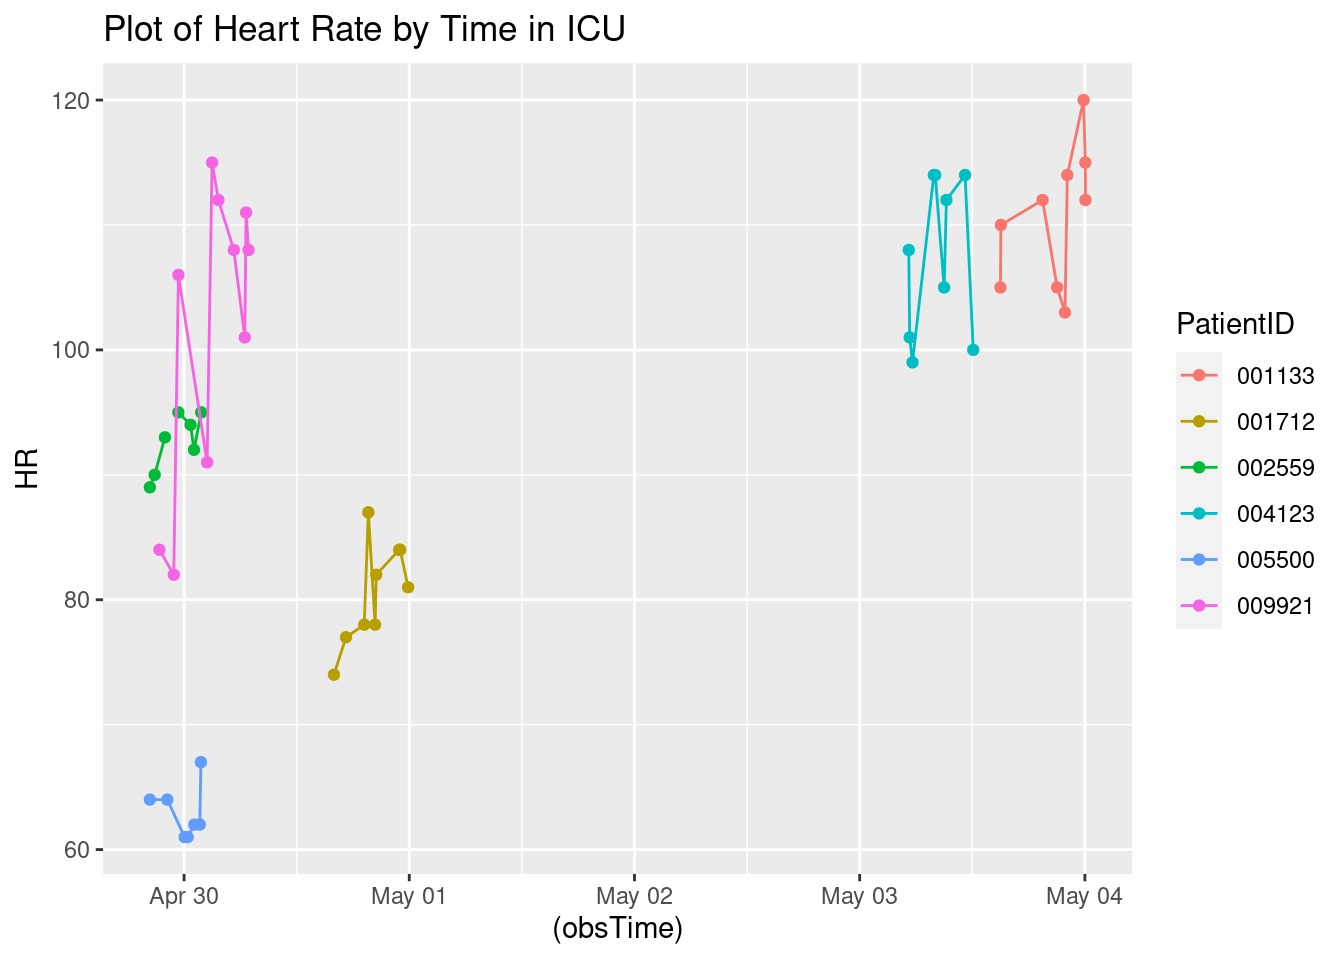 Plot of Heart Rate by Time in ICU
120
100
80
60
HR
Apr 30
May 01
May 02
May 03
May 04
(obsTime)
PatientID
001133
001712
002559
004123
005500
009921